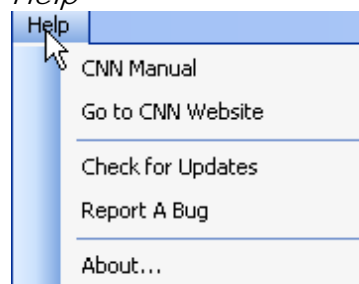 Help
Help
CNN Manual
Go to CNN Website
Check for Updates
Report A Bug
About...